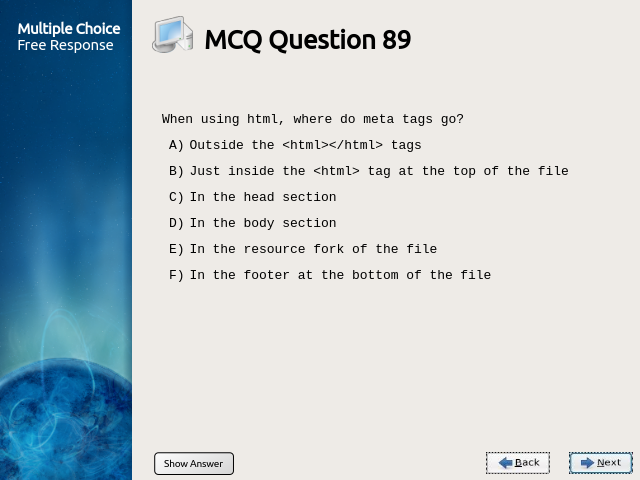 Multiple Choice
Free Response
MCQ Question 89
When using html, where do meta tags go?
A) Outside the <html></html> tags
B) Just inside the <html> tag at the top of the file
C) In the head section
D) In the body section
E) In the resource fork of the file
F) In the footer at the bottom of the file
Show Answer
Back
Next